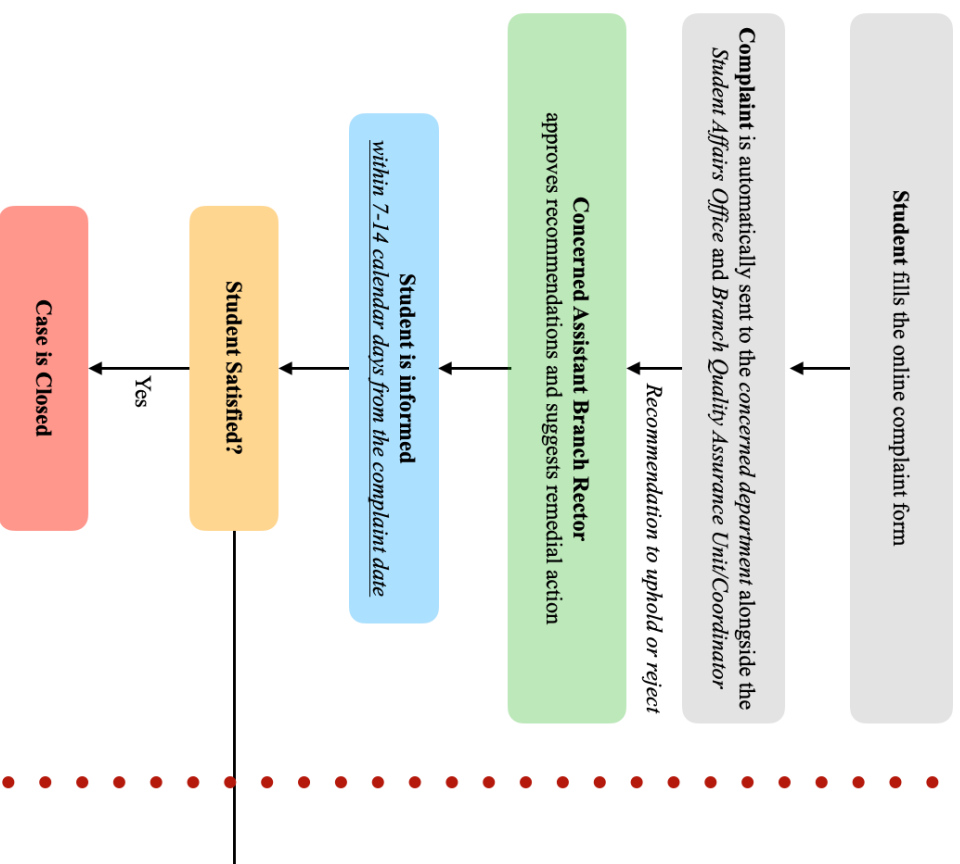 Student fills the online complaint form
Complaint is automatically sent to the concerned department alongside the
Student Affairs Office and Branch Quality Assurance Unit/Coordinator
Recommendation to uphold or reject
Concerned Assistant Branch Rector
approves recommendations and suggests remedial action
Student is informed
within 7-14 calendar days from the complaint date
Student Satisfied?
Yes
Case is Closed